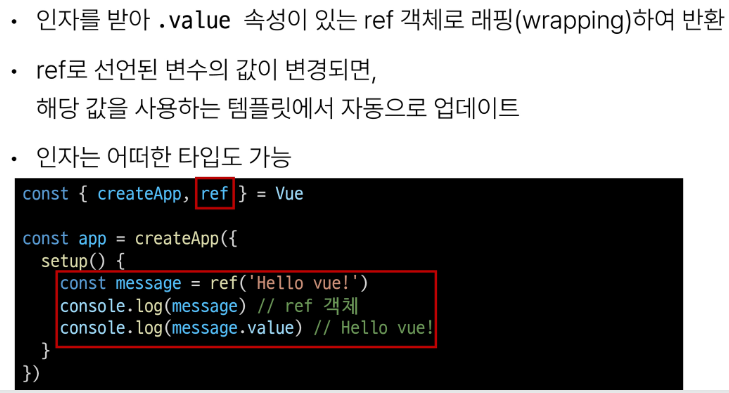 • 인자를 받아 .value 속성이 있는 ref 객체로 래핑(wrapping)하여 반환
• ref로 선언된 변수의 값이 변경되면,
해당 값을 사용하는 템플릿에서 자동으로 업데이트
• 인자는 어떠한 타입도 가능
const { createApp, ref } = Vue
const app = createApp({
  setup() {
    const message = ref('Hello vue!')
    console.log(message) // ref 객체
    console.log(message.value) // Hello vue!
  }
})